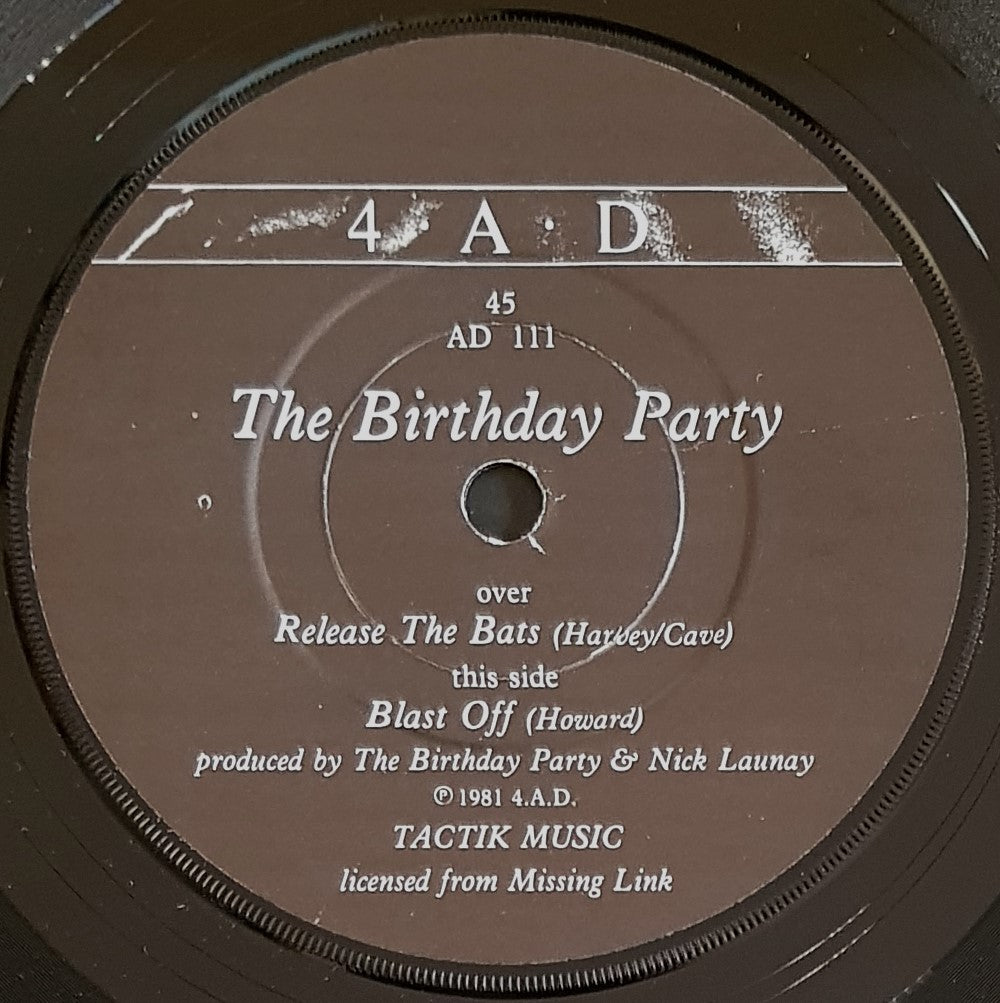 4·A·D
45
AD 111
The Birthday Party
over
Release The Bats (Harvey/Cave)
this side
Blast Off (Howard)
produced by The Birthday Party & Nick Launay
℗ 1981 4.A.D.
TACTIK MUSIC
licensed from Missing Link